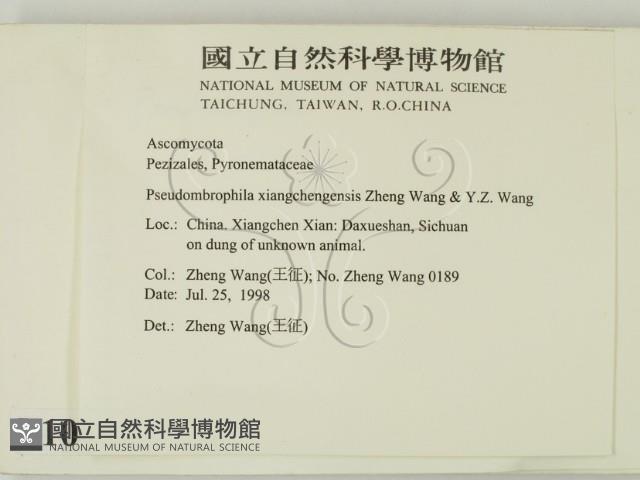 國立自然科學博物館
NATIONAL MUSEUM OF NATURAL SCIENCE
TAICHUNG, TAIWAN, R.O.CHINA
Ascomycota
Pezizales, Pyronemataceae
Pseudombrophila xiangchengensis Zheng Wang & Y.Z. Wang
Loc.: China. Xiangchen Xian: Daxueshan, Sichuan
on dung of unknown animal.
Col.: Zheng Wang(王征); No. Zheng Wang 0189
Date: Jul. 25, 1998
Det.: Zheng Wang(王征)
10
國立自然科學博物館
NATIONAL MUSEUM OF NATURAL SCIENCE